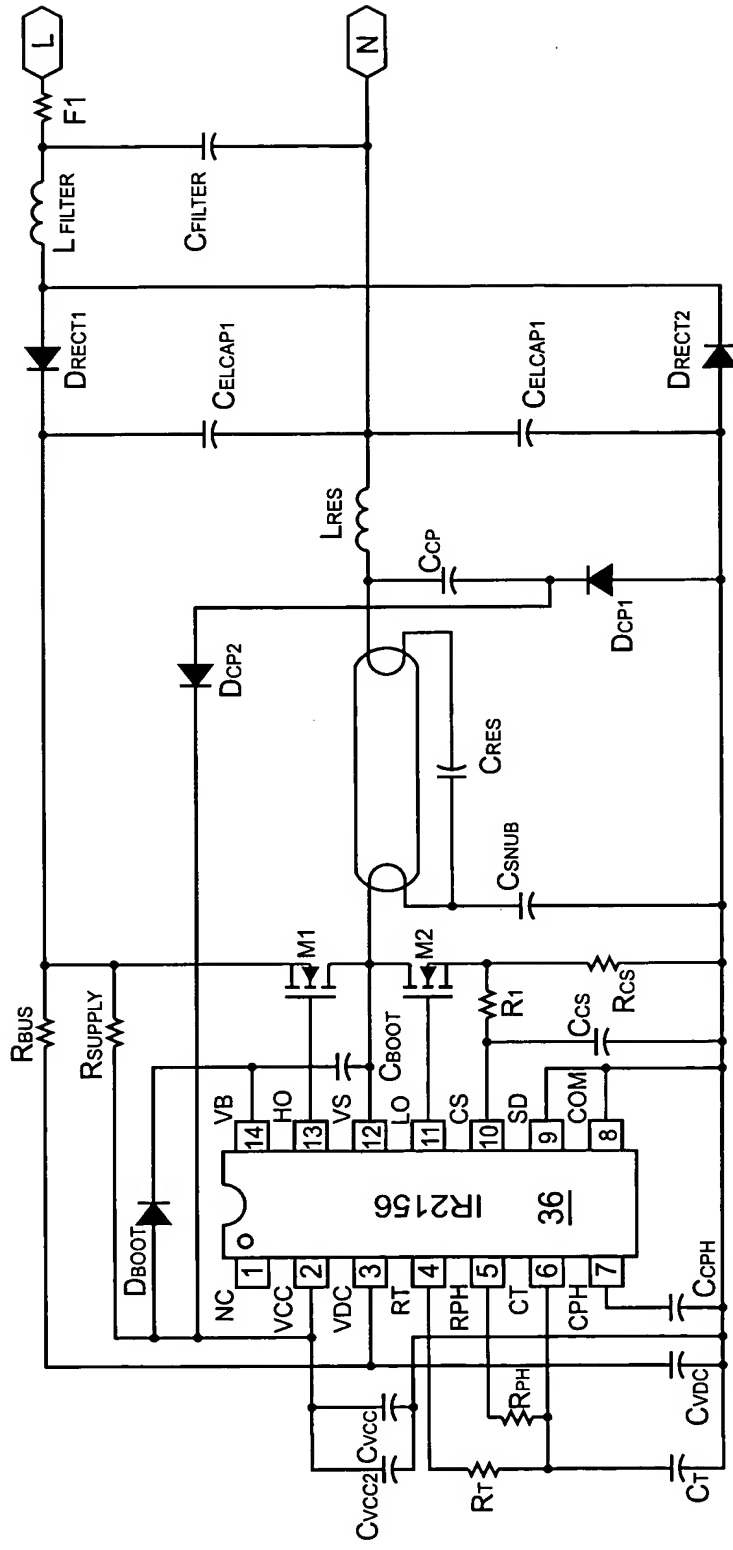 L
F1
N
LFILTER
CFILTER
DRECT1
CELCAP1
CELCAP1
DRECT2
LRES
CCP
DCP2
DCP1
CRES
CSNUB
RBUS
RSUPPLY
M1
M2
CBOOT
R1
RCS
CCS
DBOOT
VB
HO
VS
LO
CS
SD
COM
14
13
12
11
10
9
8
IR2156
36
1
2
3
4
5
6
7
NC
VCC
VDC
RT
RPH
CT
CPH
CCPH
CVDC
CVCC
CVCC2
RPH
RT
CT